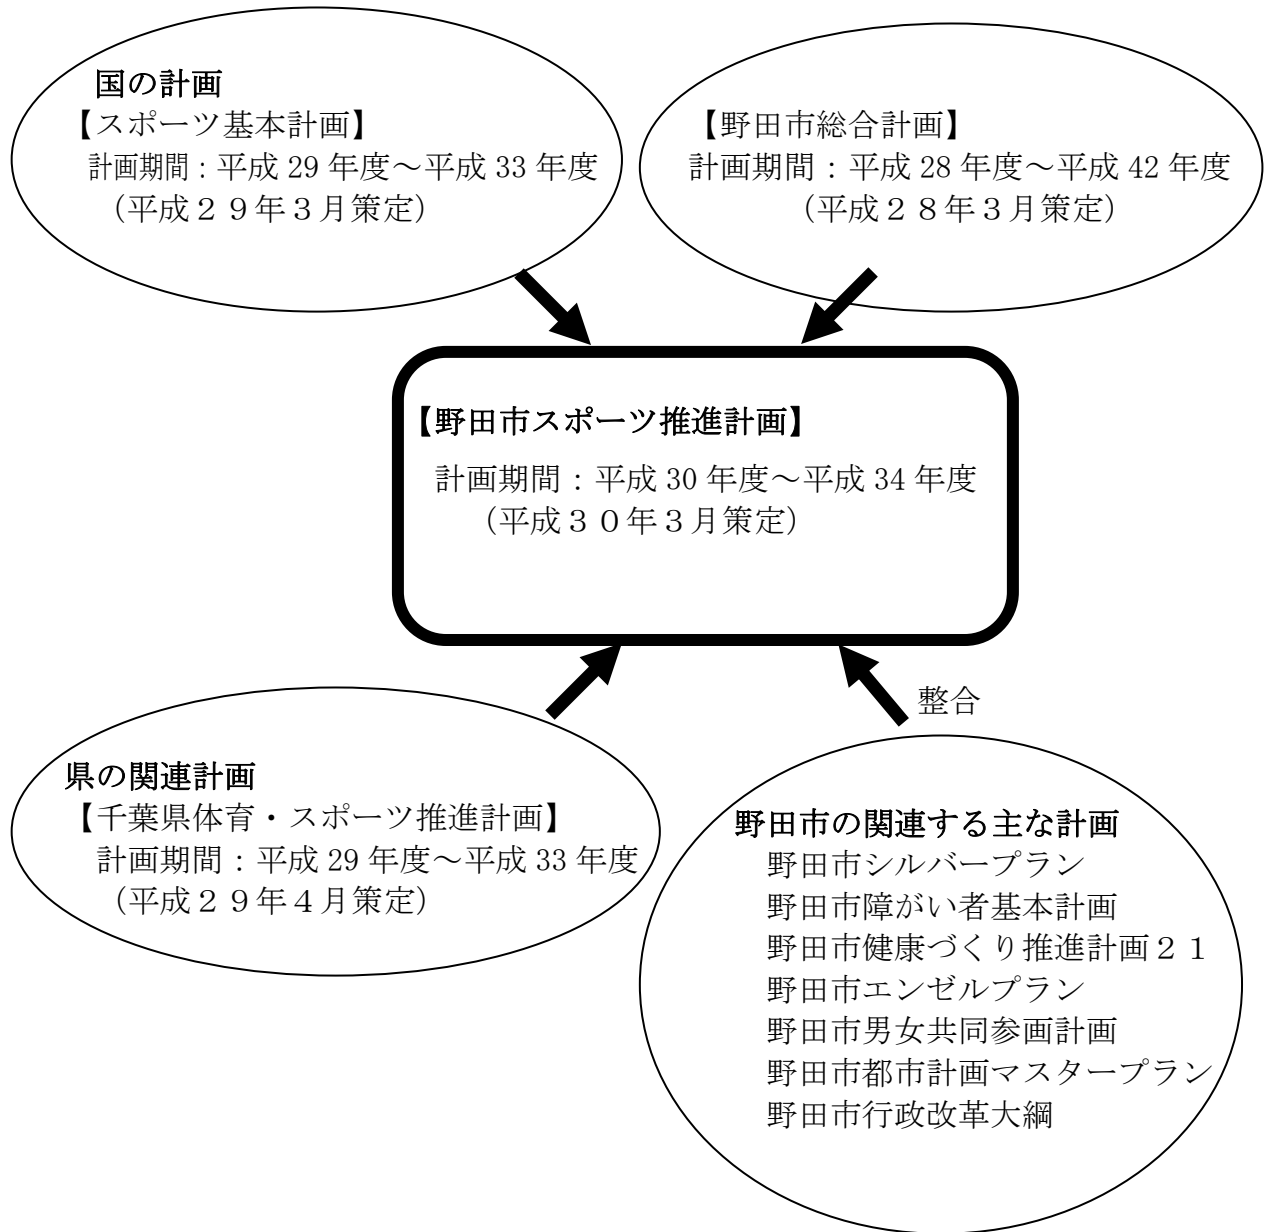 国の計画
【スポーツ基本計画】
計画期間：平成 29 年度～平成 33 年度
（平成２９年３月策定）
【野田市総合計画】
計画期間：平成 28 年度～平成 42 年度
（平成２８年３月策定）
【野田市スポーツ推進計画】
計画期間：平成 30 年度～平成 34 年度
（平成３０年３月策定）
整合
県の関連計画
【千葉県体育・スポーツ推進計画】
計画期間：平成 29 年度～平成 33 年度
（平成２９年４月策定）
野田市の関連する主な計画
野田市シルバープラン
野田市障がい者基本計画
野田市健康づくり推進計画２１
野田市エンゼルプラン
野田市男女共同参画計画
野田市都市計画マスタープラン
野田市行政改革大綱